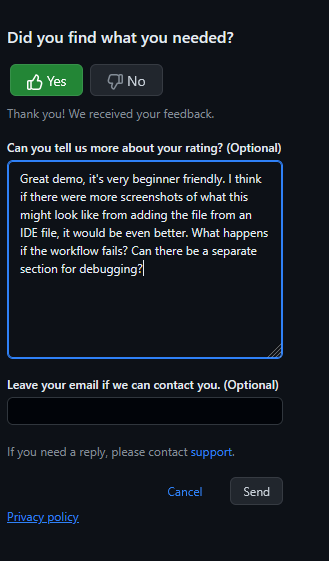 Did you find what you needed?
Yes No
Thank you! We received your feedback.
Can you tell us more about your rating? (Optional)
Great demo, it's very beginner friendly. I think
if there were more screenshots of what this
might look like from adding the file from an
IDE file, it would be even better. What happens
if the workflow fails? Can there be a separate
section for debugging?
Leave your email if we can contact you. (Optional)
If you need a reply, please contact support.
Cancel Send
Privacy policy